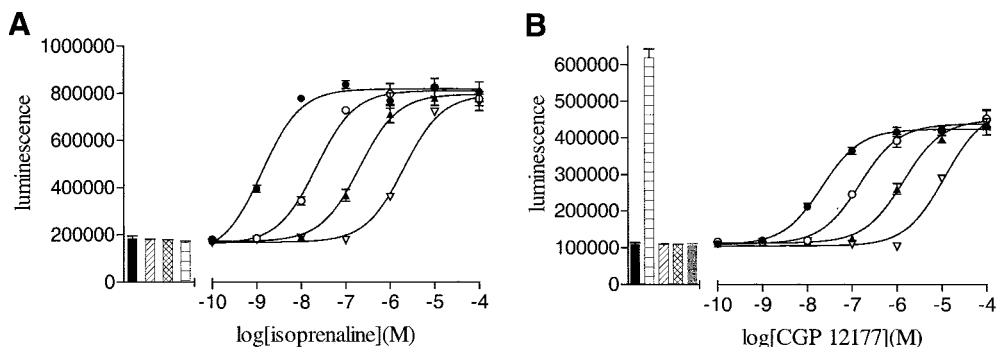 A
luminescence
1000000
800000
600000
400000
200000
0
-10 -9 -8 -7 -6 -5 -4
log[isoprenaline](M)
B
luminescence
600000
500000
400000
300000
200000
100000
0
-10 -9 -8 -7 -6 -5 -4
log[CGP 12177](M)